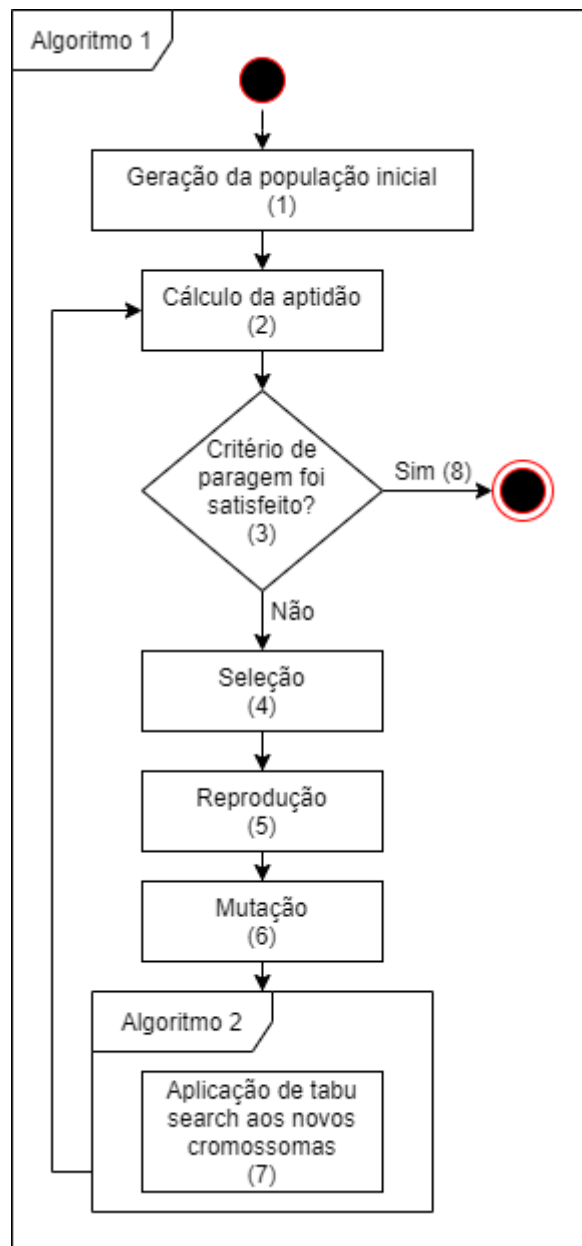 Algoritmo 1
Geração da população inicial
(1)
Cálculo da aptidão
(2)
Critério de
paragem foi
satisfeito?
(3)
Sim (8)
Não
Seleção
(4)
Reprodução
(5)
Mutação
(6)
Algoritmo 2
Aplicação de tabu
search aos novos
cromossomas
(7)